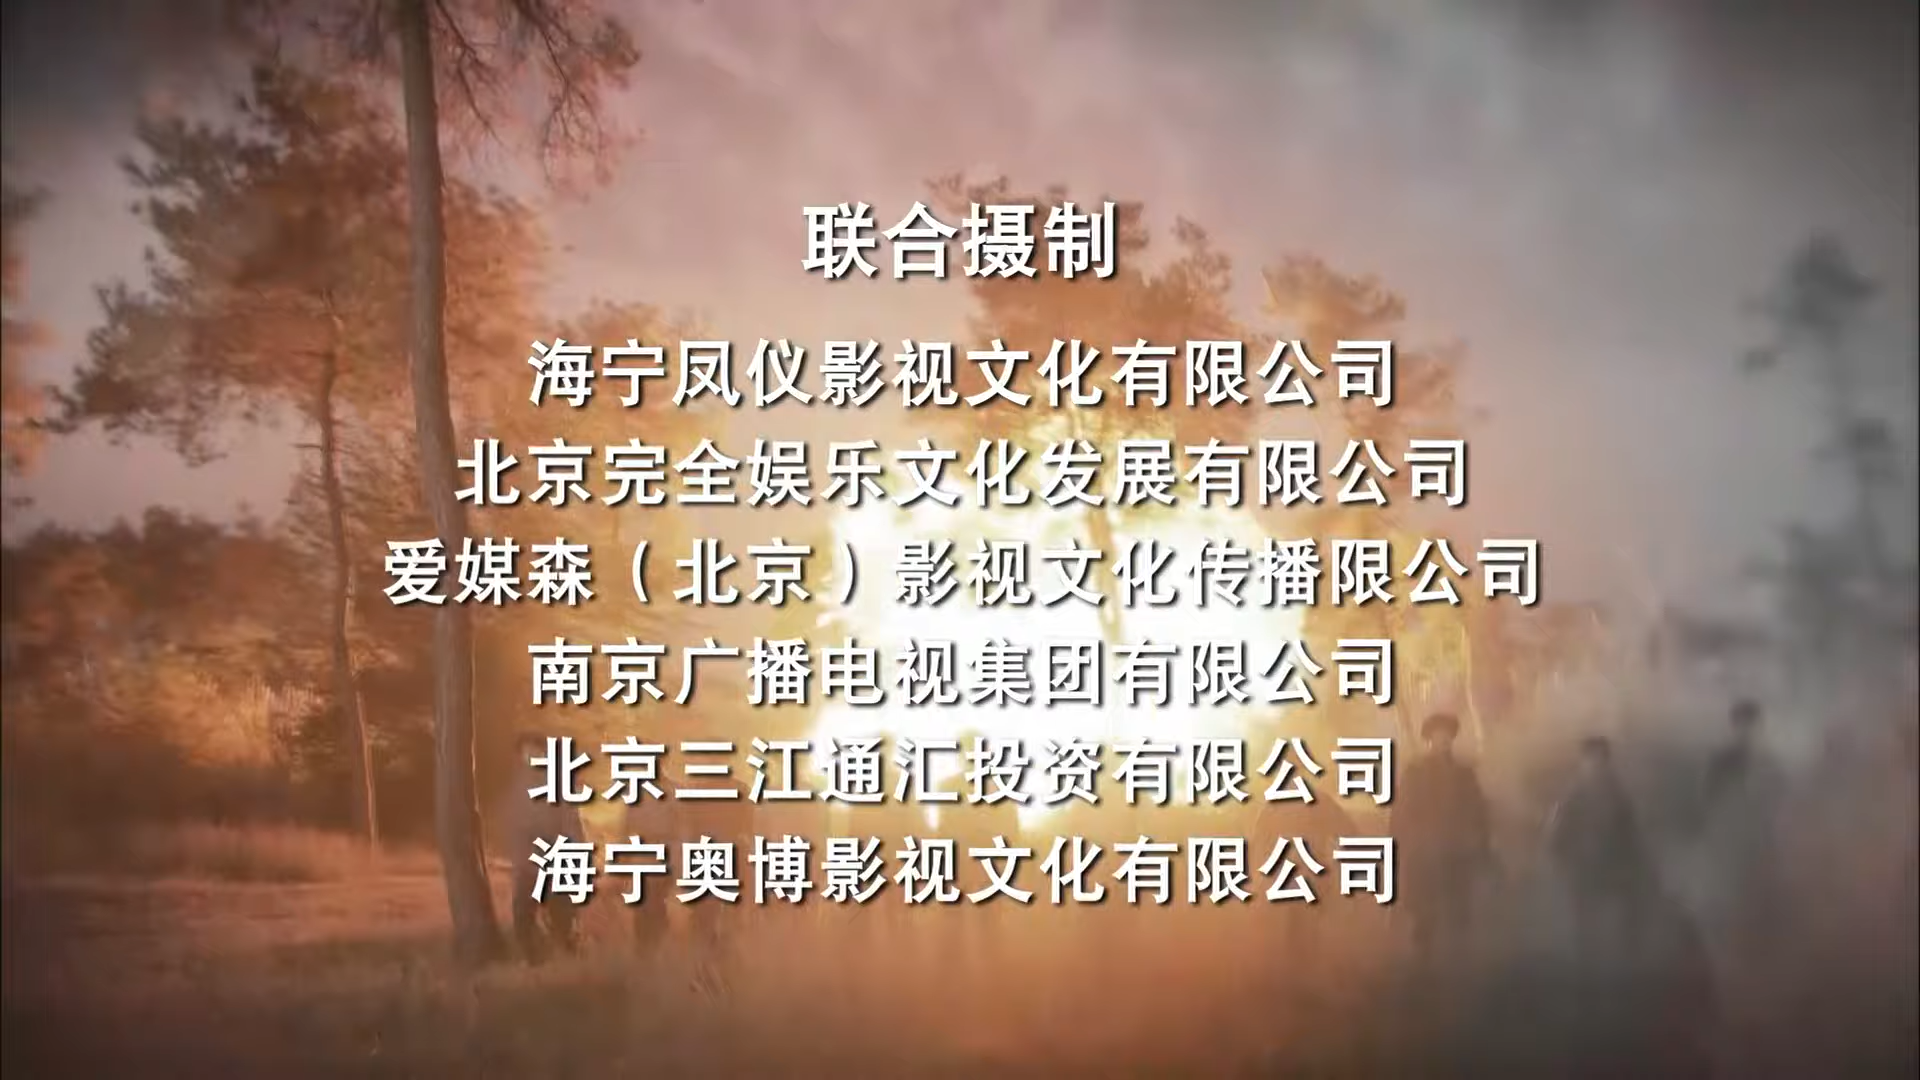 联合摄制
海宁凤仪影视文化有限公司
北京完全娱乐文化发展有限公司
爱媒森（北京）影视文化传播限公司
南京广播电视集团有限公司
北京三江通汇投资有限公司
海宁奥博影视文化有限公司